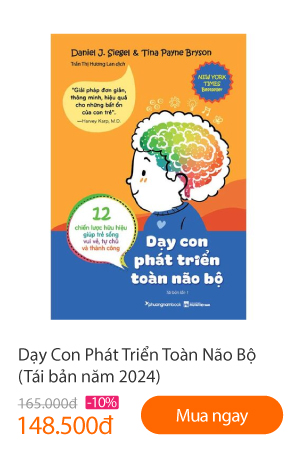 Daniel J. Siegel & Tina Payne Bryson
Trần Thị Hương Lan dịch
"Giải pháp đơn giản,
thông minh, hiệu quả
cho những bất ổn
của con trẻ".
—Harvey Karp, M.D.
NEW YORK
TIMES
Bestseller
12
chiến lược hữu hiệu
giúp trẻ sống
vui vẻ, tự chủ
và thành công
Dạy con
phát triển
toàn não bộ
phuongnambook
Dạy Con Phát Triển Toàn Não Bộ
(Tái bản năm 2024)
165.000đ -10%
148.500đ
Mua ngay